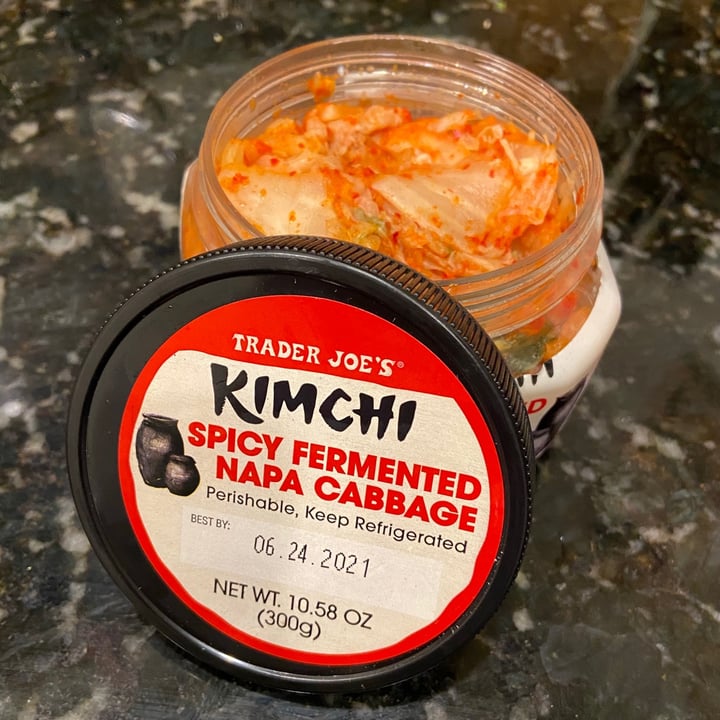 TRADER JOE'S®
KIMCHI
SPICY FERMENTED
NAPA CABBAGE
Perishable, Keep Refrigerated
BEST BY:
06.24.2021
NET WT. 10.58 OZ
(300g)